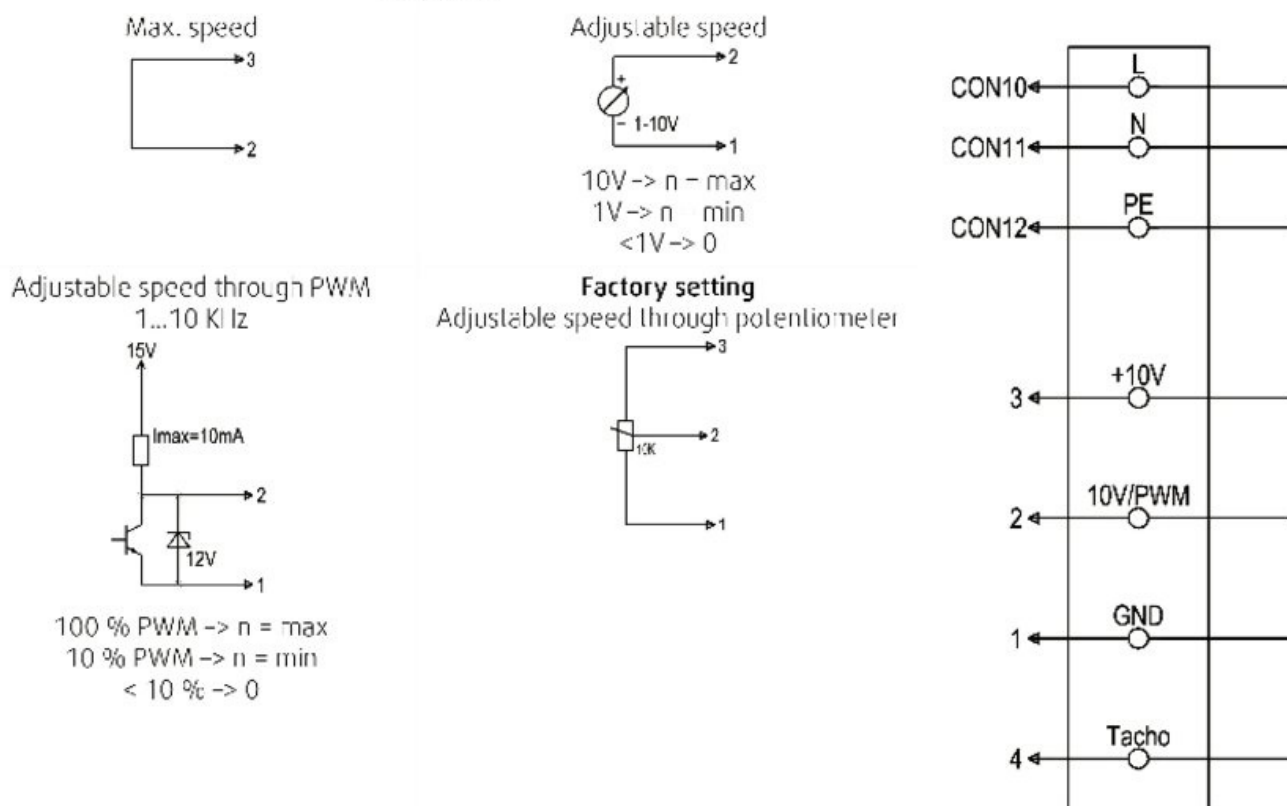 Max. speed
3
2
Adjustable speed
2
+
- 1-10V
1
10V -> n = max
1V -> n = min
<1V -> 0
Adjustable speed through PWM
1...10 KHz
15V
Imax=10mA
2
12V
1
100 % PWM -> n = max
10 % PWM -> n = min
< 10 % -> 0
Factory setting
Adjustable speed through potentiometer
3
2
10K
1
CON10 L
CON11 N
CON12 PE
3 +10V
2 10V/PWM
1 GND
4 Tacho